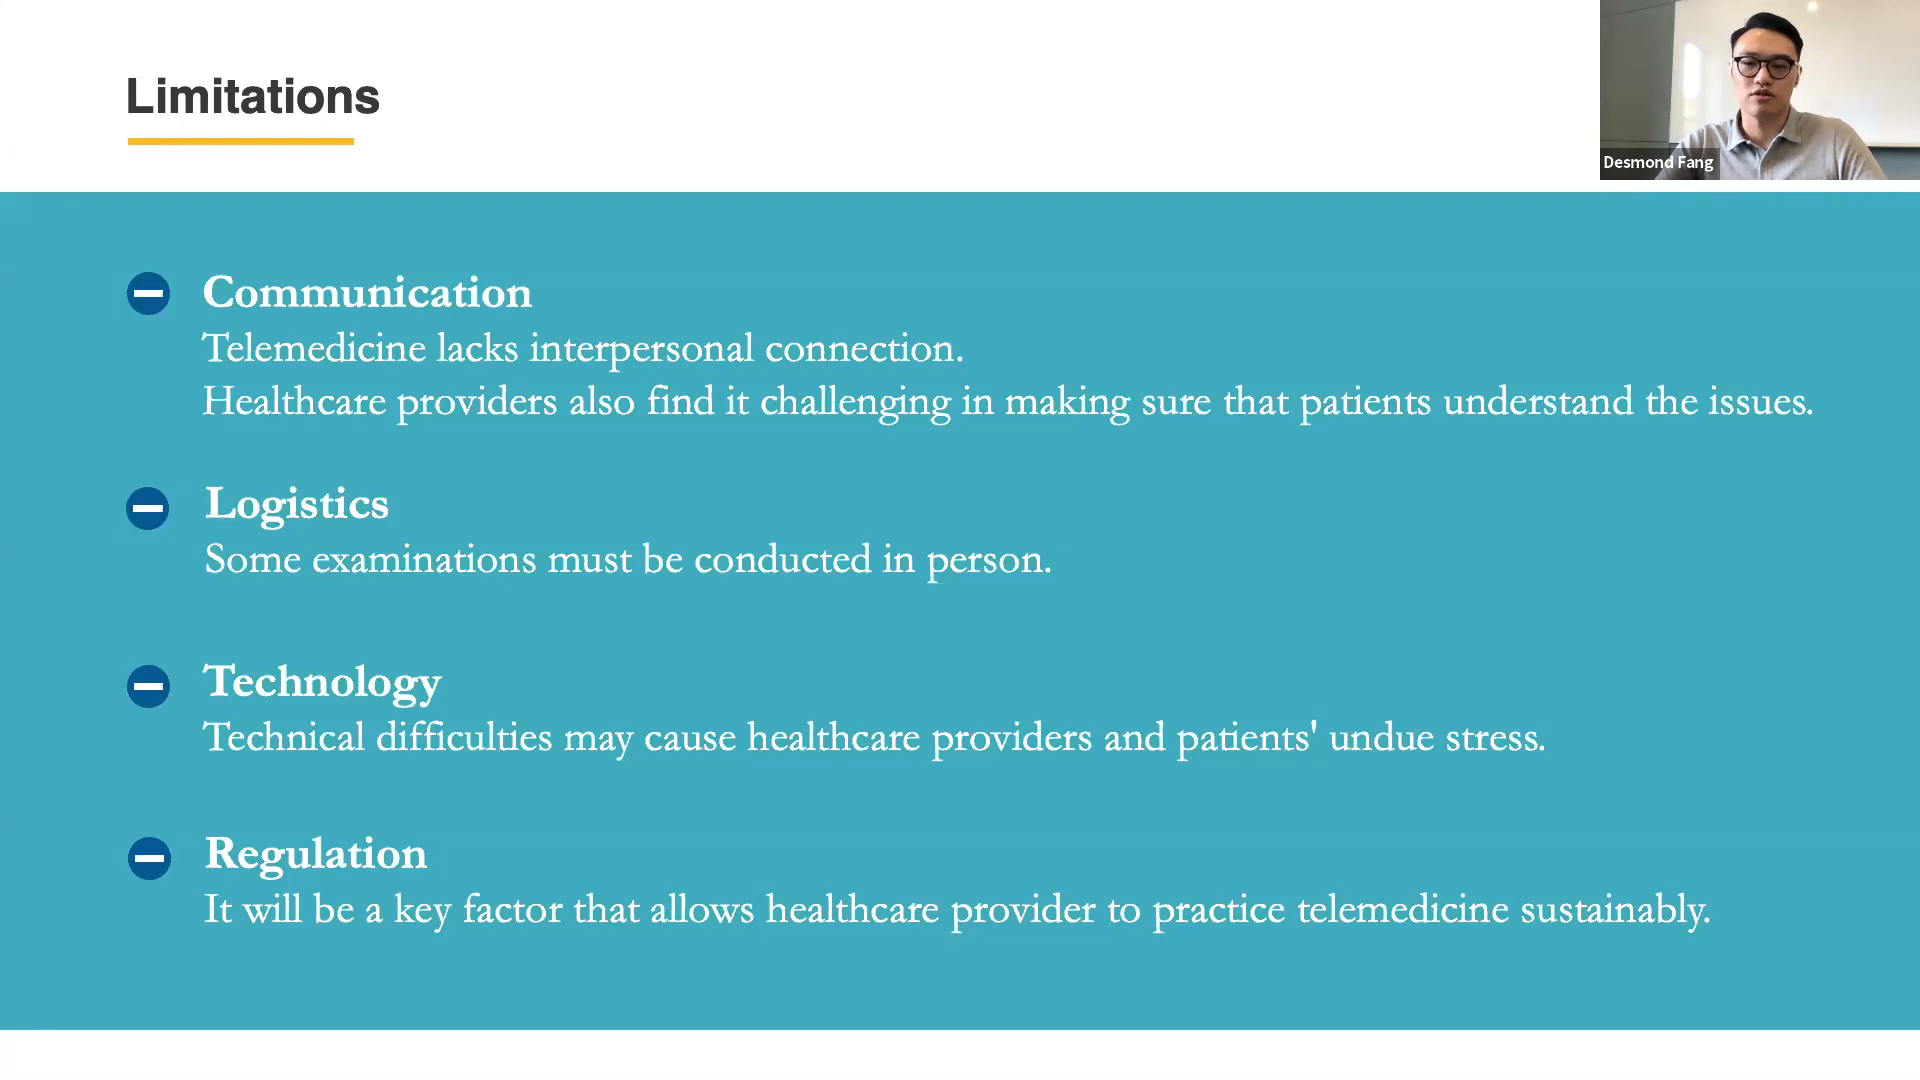 Limitations
Desmond Fang
Communication
Telemedicine lacks interpersonal connection.
Healthcare providers also find it challenging in making sure that patients understand the issues.
Logistics
Some examinations must be conducted in person.
Technology
Technical difficulties may cause healthcare providers and patients' undue stress.
Regulation
It will be a key factor that allows healthcare provider to practice telemedicine sustainably.